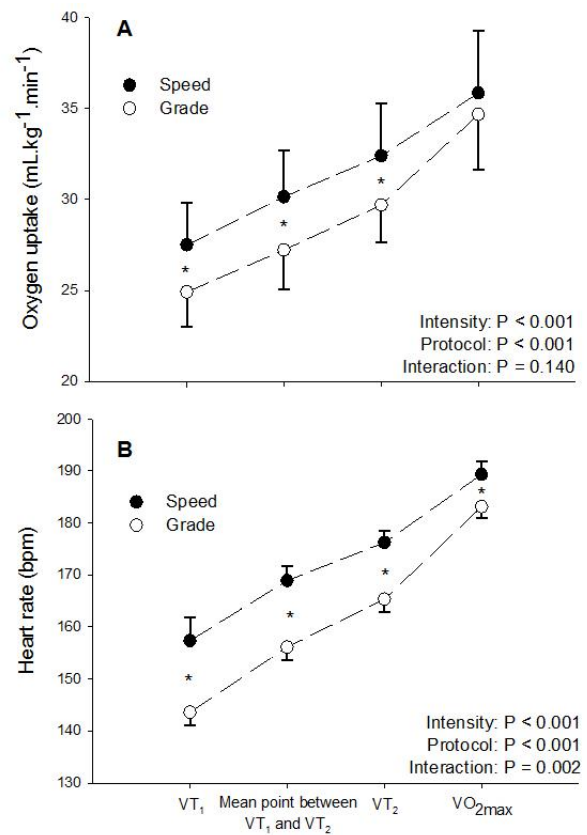 A
Speed
Grade
Oxygen uptake (mL.kg⁻¹.min⁻¹)
40
35
30
25
20
*
*
*
Intensity: P < 0.001
Protocol: P < 0.001
Interaction: P = 0.140
B
Speed
Grade
Heart rate (bpm)
200
190
180
170
160
150
140
130
*
*
*
*
Intensity: P < 0.001
Protocol: P < 0.001
Interaction: P = 0.002
VT₁
Mean point between
VT₁ and VT₂
VT₂
VO₂max